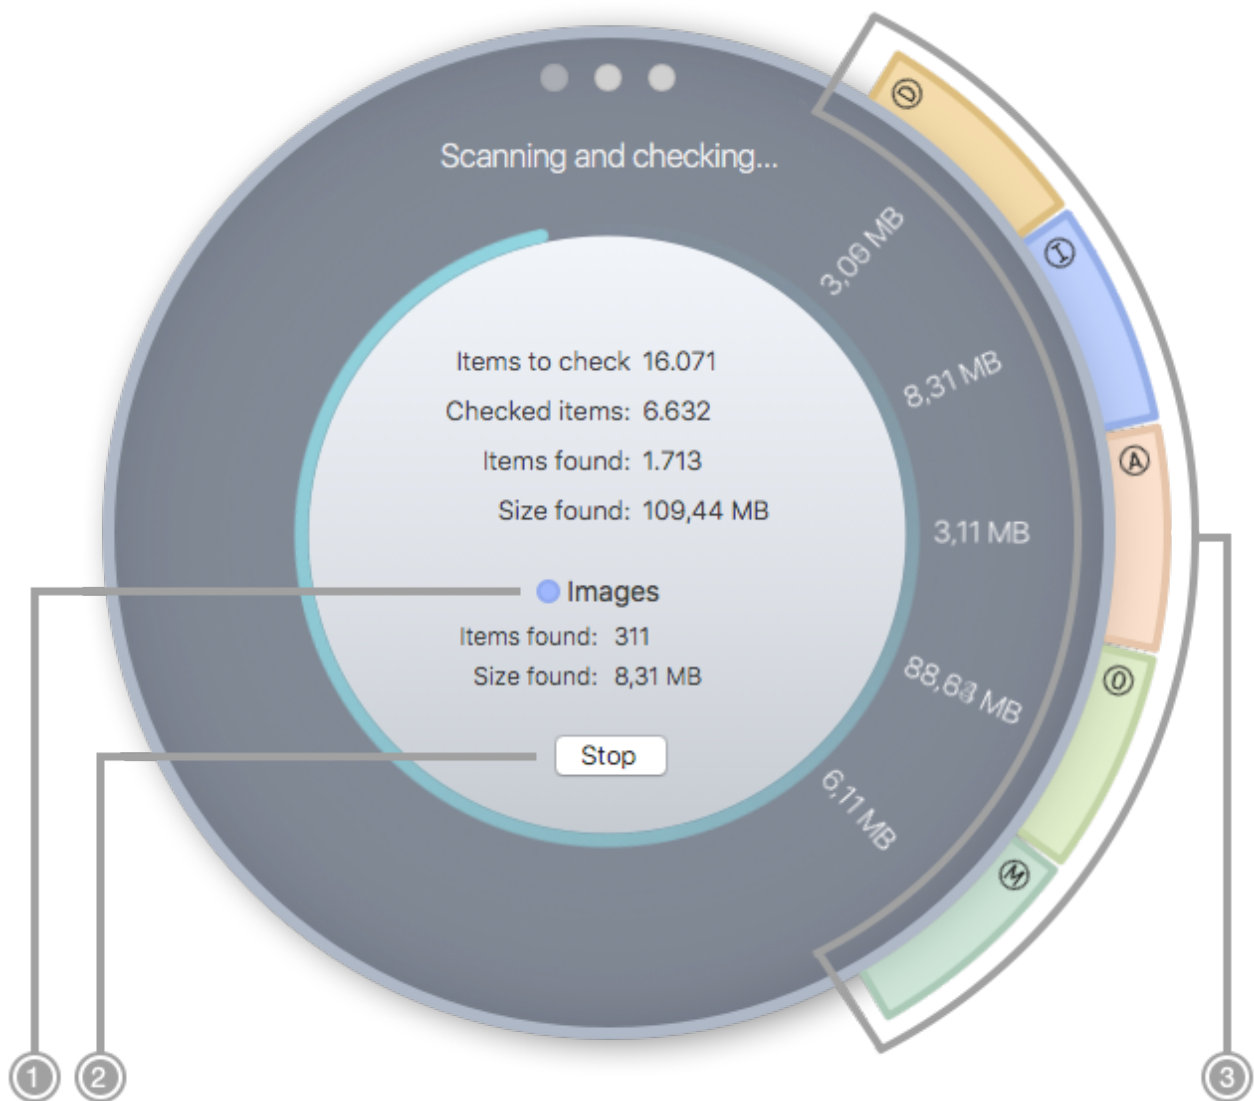 Scanning and checking...
D
I
A
O
M
3,06 MB
8,31 MB
3,11 MB
MB
6,11 MB
Items to check 16.071
Checked items: 6.632
Items found: 1.713
Size found: 109,44 MB
Images
Items found: 311
Size found: 8,31 MB
Stop
1
2
3